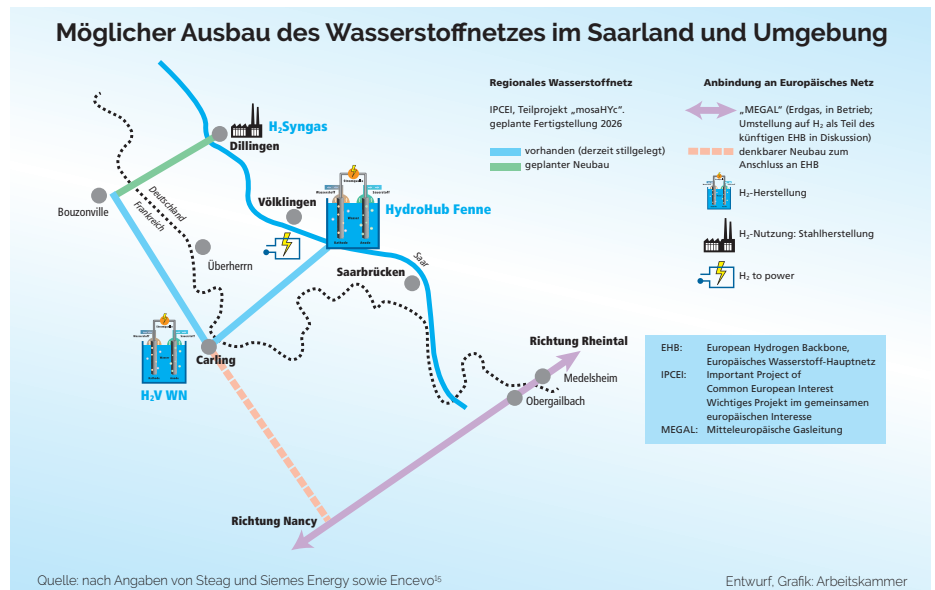 Möglicher Ausbau des Wasserstoffnetzes im Saarland und Umgebung
Regionales Wasserstoffnetz
IPCEI, Teilprojekt „mosaHYc“.
geplante Fertigstellung 2026
vorhanden (derzeit stillgelegt)
geplanter Neubau
Anbindung an Europäisches Netz
„MEGAL“ (Erdgas, in Betrieb;
Umstellung auf H₂ als Teil des
künftigen EHB in Diskussion)
denkbarer Neubau zum
Anschluss an EHB
H₂-Herstellung
H₂-Nutzung: Stahlherstellung
H₂ to power
H₂Syngas
Dillingen
Deutschland
Frankreich
Bouzonville
Völklingen
HydroHub Fenne
Überherrn
Saar
Saarbrücken
Carling
H₂V WN
Richtung Rheintal
Medelsheim
Obergailbach
Richtung Nancy
EHB: European Hydrogen Backbone,
Europäisches Wasserstoff-Hauptnetz
IPCEI: Important Project of
Common European Interest
Wichtiges Projekt im gemeinsamen
europäischen Interesse
MEGAL: Mitteleuropäische Gasleitung
Quelle: nach Angaben von Steag und Siemes Energy sowie Encevo¹⁵
Entwurf, Grafik: Arbeitskammer